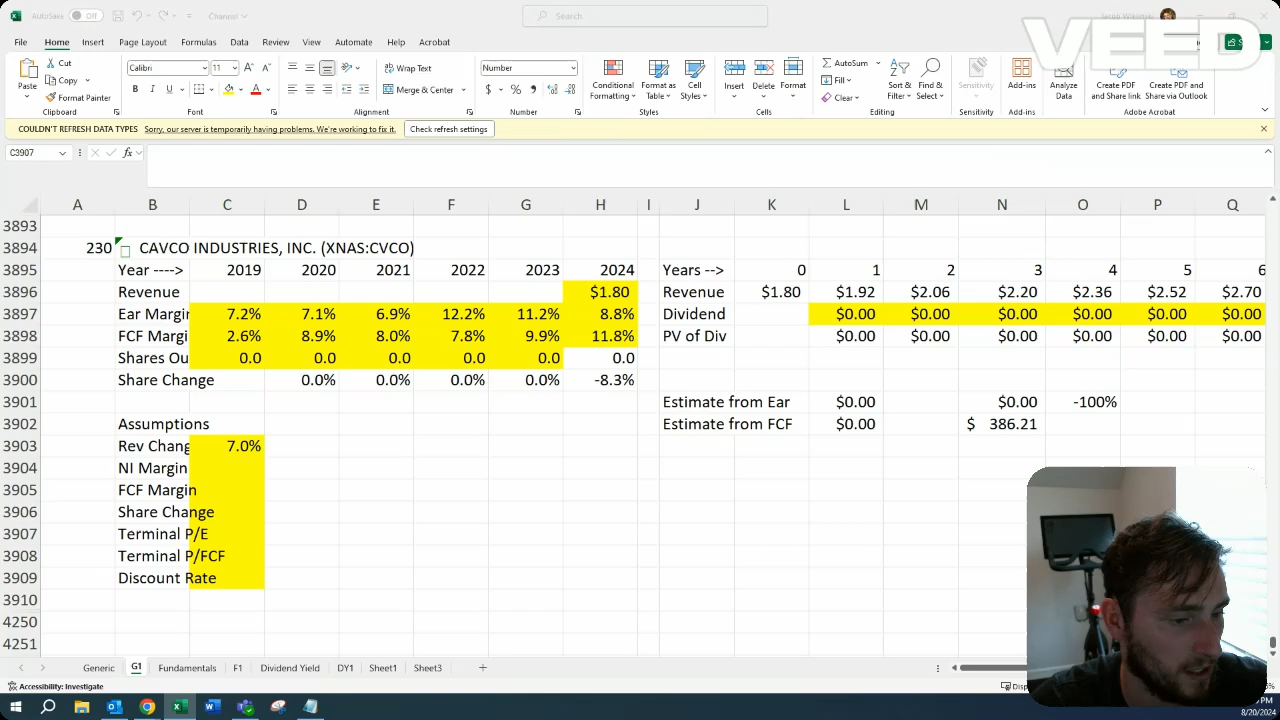 AutoSave Off Channel Search Jacob Wilensky
VEED
File Home Insert Page Layout Formulas Data Review View Automate Help Acrobat
Paste Cut Copy Format Painter Clipboard
Calibri 11 B I U A Font
Wrap Text Merge & Center Alignment
Number $ % Number
Conditional Formatting Format as Table Cell Styles Styles
Insert Delete Format Cells
AutoSum Fill Clear Sort & Filter Find & Select Editing
Sensitivity Sensitivity
Add-ins Add-ins
Analyze Data
Create PDF and Share link Create PDF and Share via Outlook Adobe Acrobat
COULDN'T REFRESH DATA TYPES Sorry, our server is temporarily having problems. We're working to fix it. Check refresh settings
C3907 fx
A B C D E F G H I J K L M N O P Q
3893
3894 230 CAVCO INDUSTRIES, INC. (XNAS:CVCO)
3895 Year ----> 2019 2020 2021 2022 2023 2024 Years --> 0 1 2 3 4 5 6
3896 Revenue $1.80 Revenue $1.80 $1.92 $2.06 $2.20 $2.36 $2.52 $2.70
3897 Ear Margin 7.2% 7.1% 6.9% 12.2% 11.2% 8.8% Dividend $0.00 $0.00 $0.00 $0.00 $0.00 $0.00
3898 FCF Margin 2.6% 8.9% 8.0% 7.8% 9.9% 11.8% PV of Div $0.00 $0.00 $0.00 $0.00 $0.00 $0.00
3899 Shares Ou 0.0 0.0 0.0 0.0 0.0 0.0
3900 Share Change 0.0% 0.0% 0.0% 0.0% -8.3%
3901 Estimate from Ear $0.00 $0.00 -100%
3902 Assumptions Estimate from FCF $0.00 $ 386.21
3903 Rev Chang 7.0%
3904 NI Margin
3905 FCF Margin
3906 Share Change
3907 Terminal P/E
3908 Terminal P/FCF
3909 Discount Rate
3910
4250
4251
Generic G1 Fundamentals F1 Dividend Yield DY1 Sheet1 Sheet3
Accessibility: Investigate
8/20/2024